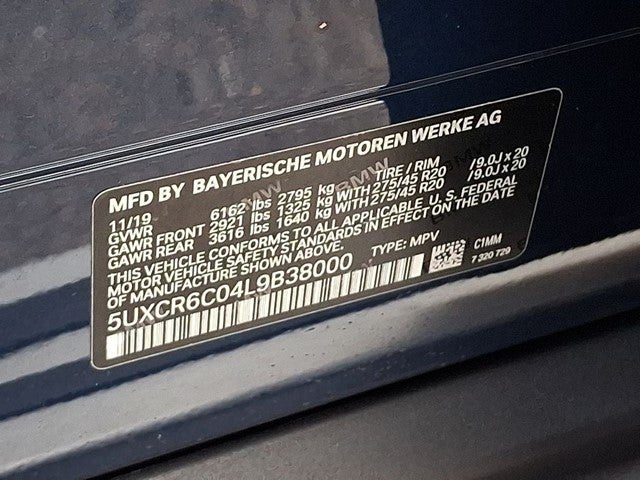 MFD BY BAYERISCHE MOTOREN WERKE AG
11/19
GVWR 6162 lbs 2795 kg TIRE / RIM
GAWR FRONT 2921 lbs 1325 kg WITH 275/45 R20 /9.0J x 20
GAWR REAR 3616 lbs 1640 kg WITH 275/45 R20 /9.0J x 20
THIS VEHICLE CONFORMS TO ALL APPLICABLE U.S. FEDERAL
MOTOR VEHICLE SAFETY STANDARDS IN EFFECT ON THE DATE
OF MANUFACTURE SHOWN ABOVE.
TYPE: MPV C1MM
5UXCR6C04L9B38000 7 320 729